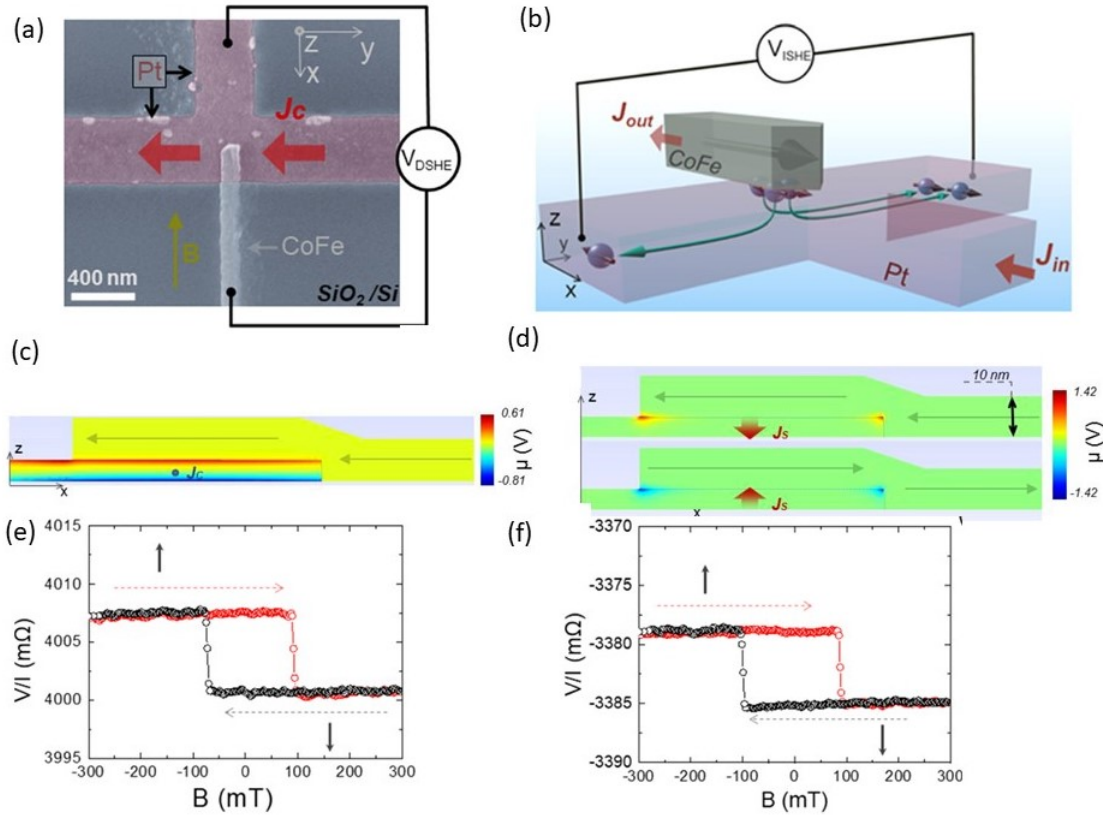 (a)
Pt
z
y
x
Jc
VDSHE
B
CoFe
400 nm
SiO2/Si
(b)
VISHE
Jout
CoFe
z
y
x
Jin
Pt
(c)
z
x
JC
0.61
μ (V)
-0.81
(d)
10 nm
z
JS
JS
x
1.42
μ (V)
-1.42
(e)
4015
4010
4005
4000
3995
V/I (mΩ)
-300 -200 -100 0 100 200 300
B (mT)
(f)
-3370
-3375
-3380
-3385
-3390
V/I (mΩ)
-300 -200 -100 0 100 200 300
B (mT)